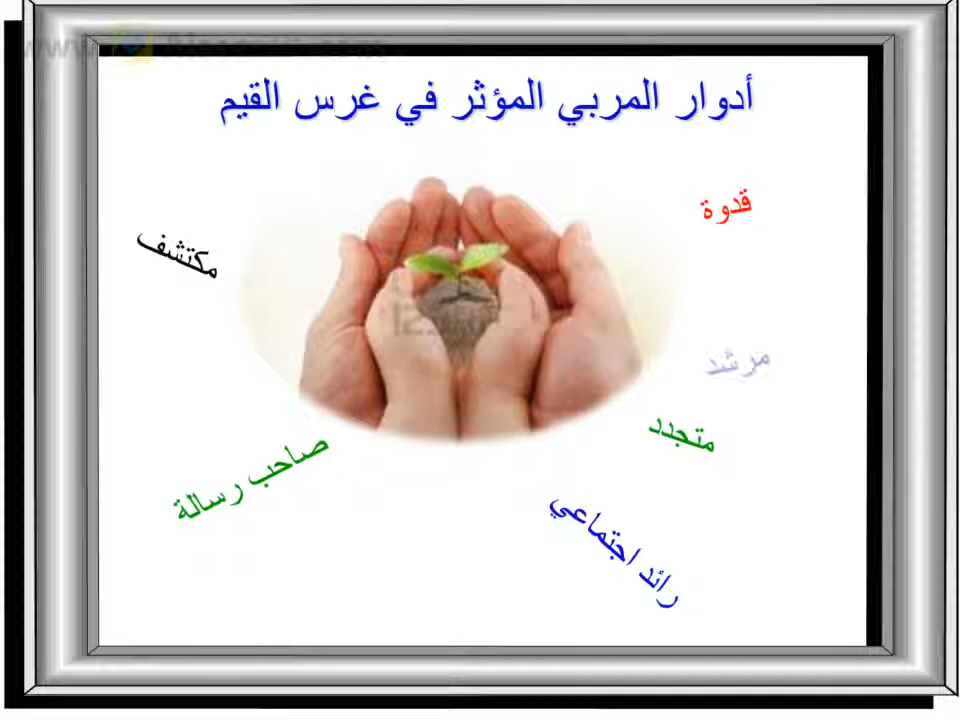 أدوار المربي المؤثر في غرس القيم
قدوة
مكتشف
مرشد
متجدد
صاحب رسالة
رائد اجتماعي